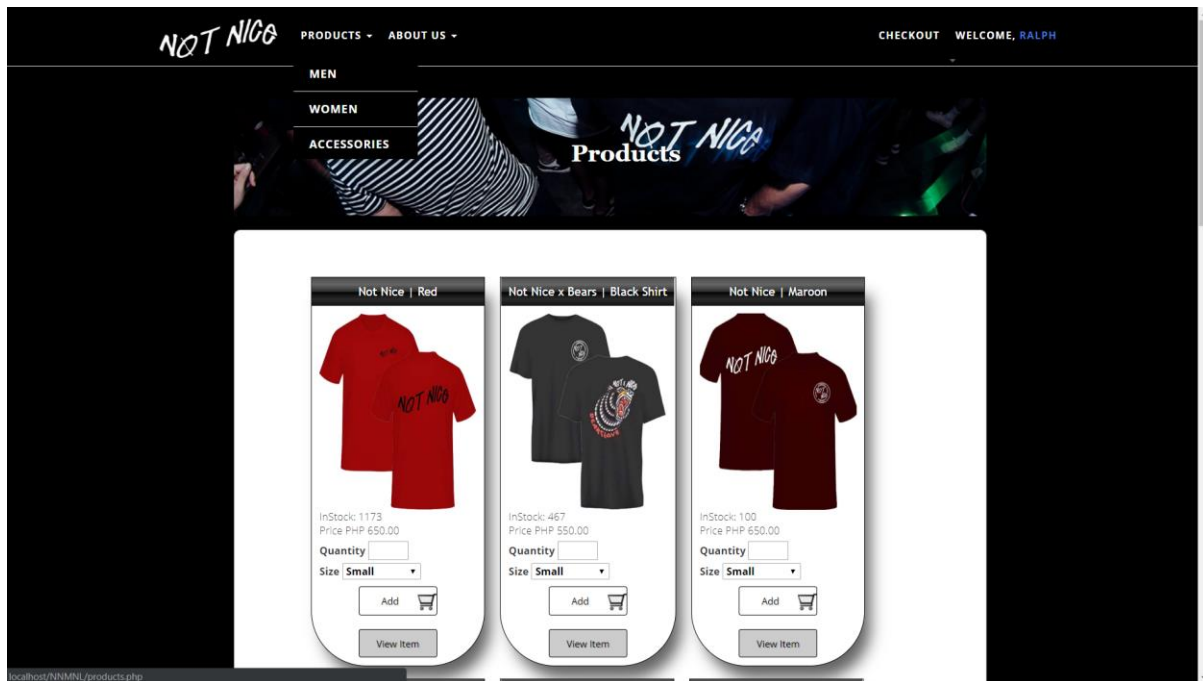 NOT NICE PRODUCTS ABOUT US CHECKOUT WELCOME, RALPH
MEN
WOMEN
ACCESSORIES
NOT NICE
Products
Not Nice | Red
NOT NICE
InStock: 1173
Price PHP 650.00
Quantity
Size Small
Add
View Item
Not Nice x Bears | Black Shirt
NOT NICE
InStock: 467
Price PHP 550.00
Quantity
Size Small
Add
View Item
Not Nice | Maroon
NOT NICE
InStock: 100
Price PHP 650.00
Quantity
Size Small
Add
View Item
localhost/NNMNL/products.php